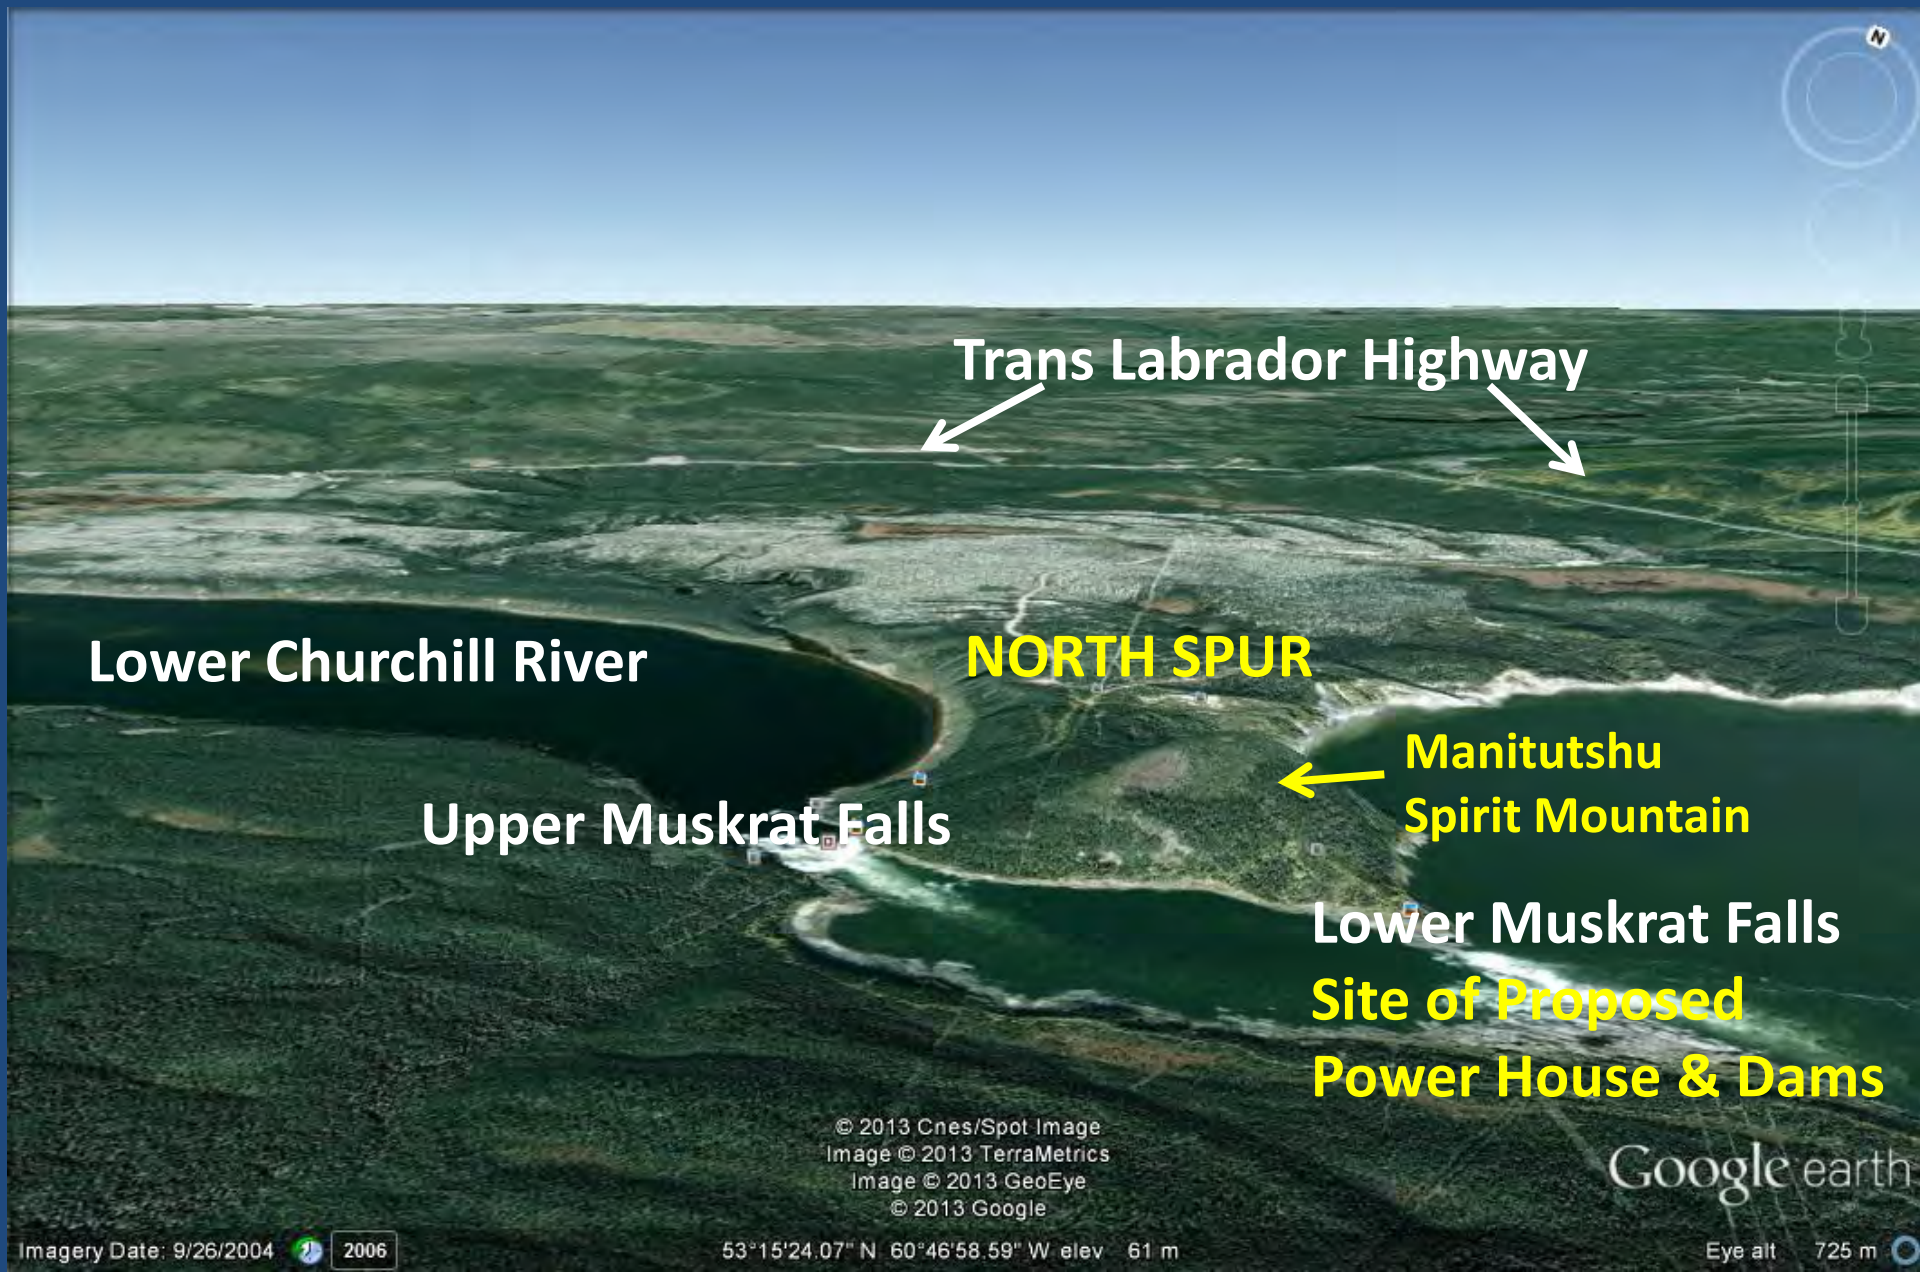 N
Trans Labrador Highway
Lower Churchill River
NORTH SPUR
Manitutshu
Spirit Mountain
Upper Muskrat Falls
Lower Muskrat Falls
Site of Proposed
Power House & Dams
© 2013 Cnes/Spot Image
Image © 2013 TerraMetrics
Image © 2013 GeoEye
© 2013 Google
Google earth
Imagery Date: 9/26/2004 2006
53°15'24.07" N 60°46'58.59" W elev 61 m
Eye alt 725 m